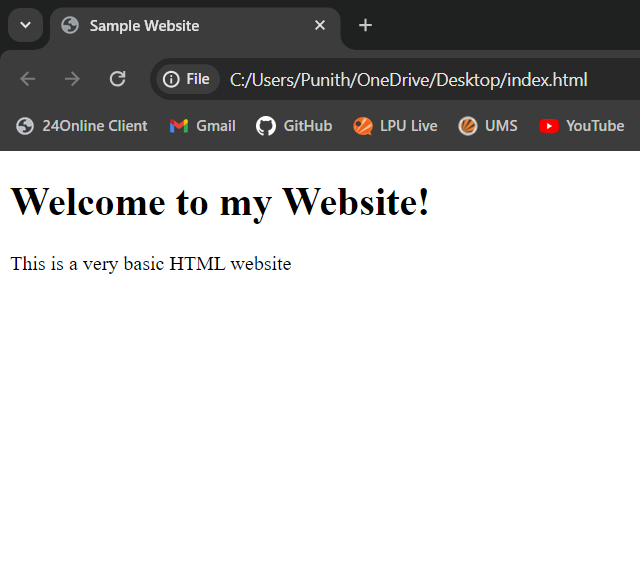 Sample Website
File C:/Users/Punith/OneDrive/Desktop/index.html
24Online Client Gmail GitHub LPU Live UMS YouTube
Welcome to my Website!
This is a very basic HTML website